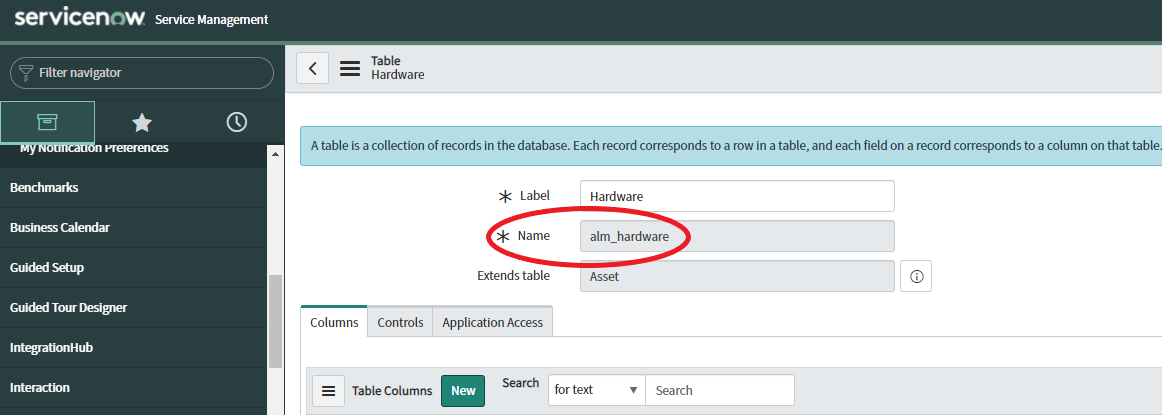 servicenow. Service Management
Filter navigator
My Notification Preferences
Benchmarks
Business Calendar
Guided Setup
Guided Tour Designer
IntegrationHub
Interaction
Table
Hardware
A table is a collection of records in the database. Each record corresponds to a row in a table, and each field on a record corresponds to a column on that table.
Label Hardware
Name alm_hardware
Extends table Asset
Columns Controls Application Access
Table Columns New Search for text Search